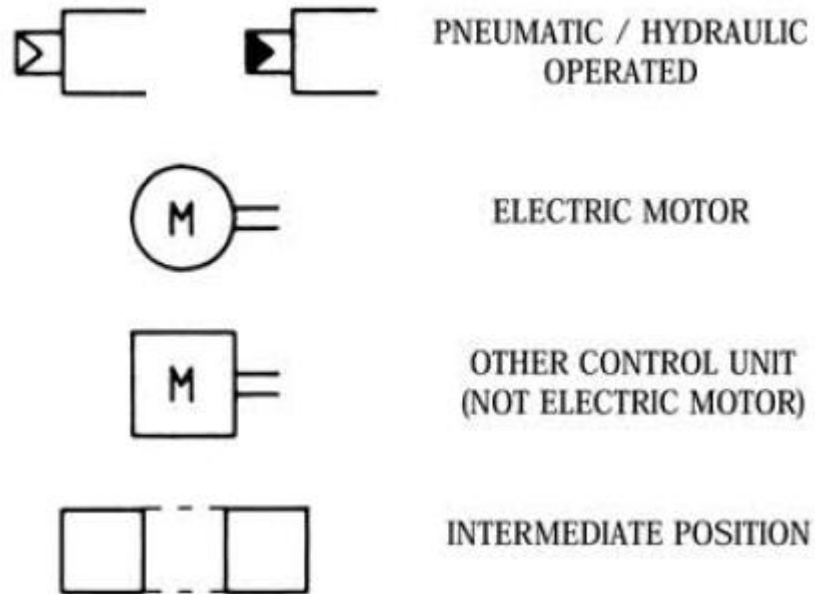 PNEUMATIC / HYDRAULIC
OPERATED
M
ELECTRIC MOTOR
M
OTHER CONTROL UNIT
(NOT ELECTRIC MOTOR)
INTERMEDIATE POSITION